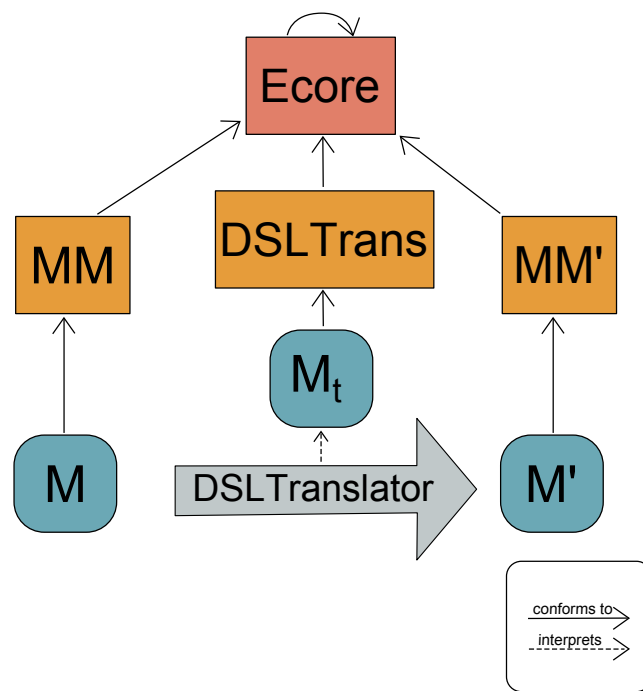 Ecore
MM
DSLTrans
MM'
Mt
M
DSLTranslator
M'
conforms to
interprets